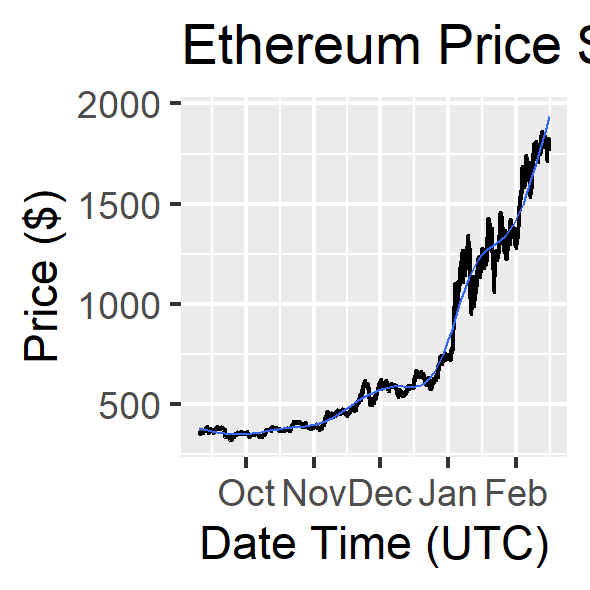 Ethereum Price
2000
1500
1000
500
Price ($)
Oct Nov Dec Jan Feb
Date Time (UTC)